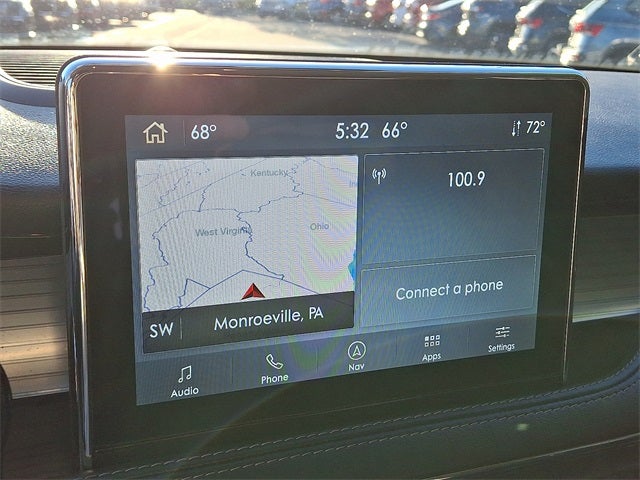 68° 5:32 66° 72°
Kentucky
West Virginia
Ohio
100.9
Connect a phone
SW Monroeville, PA
Audio Phone Nav Apps Settings